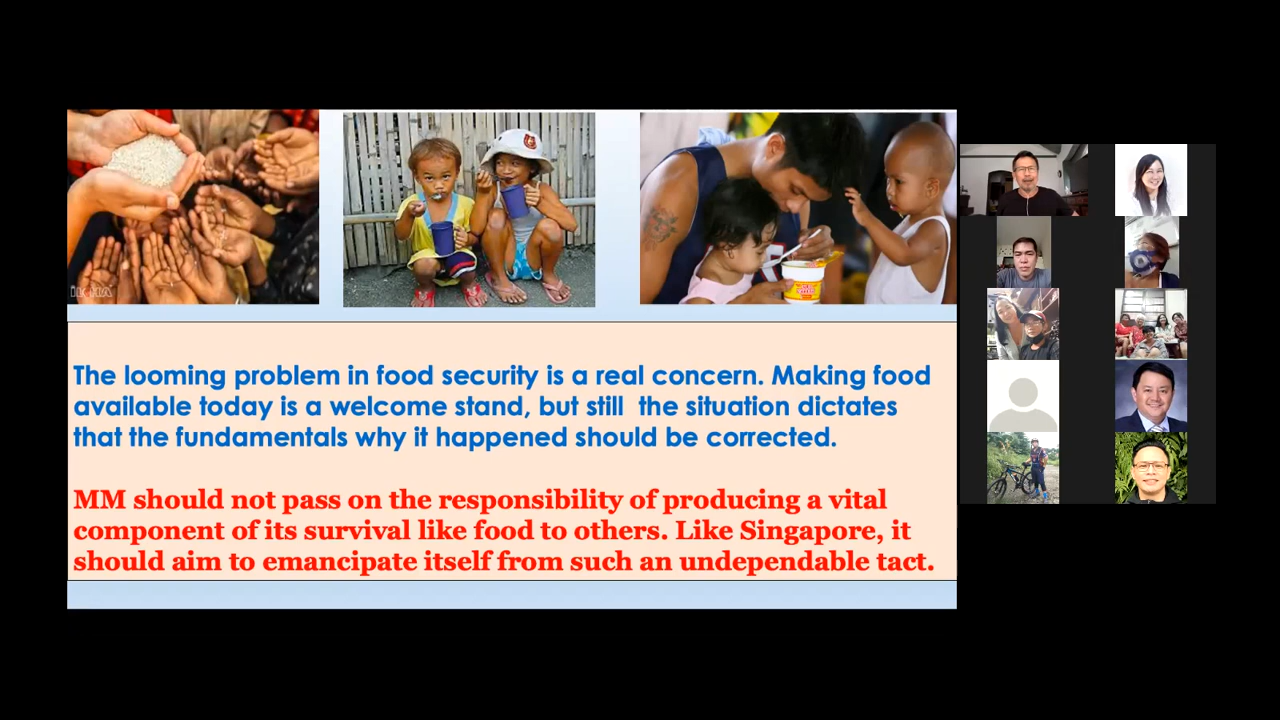 The looming problem in food security is a real concern. Making food
available today is a welcome stand, but still  the situation dictates
that the fundamentals why it happened should be corrected.
MM should not pass on the responsibility of producing a vital
component of its survival like food to others. Like Singapore, it
should aim to emancipate itself from such an undependable tact.